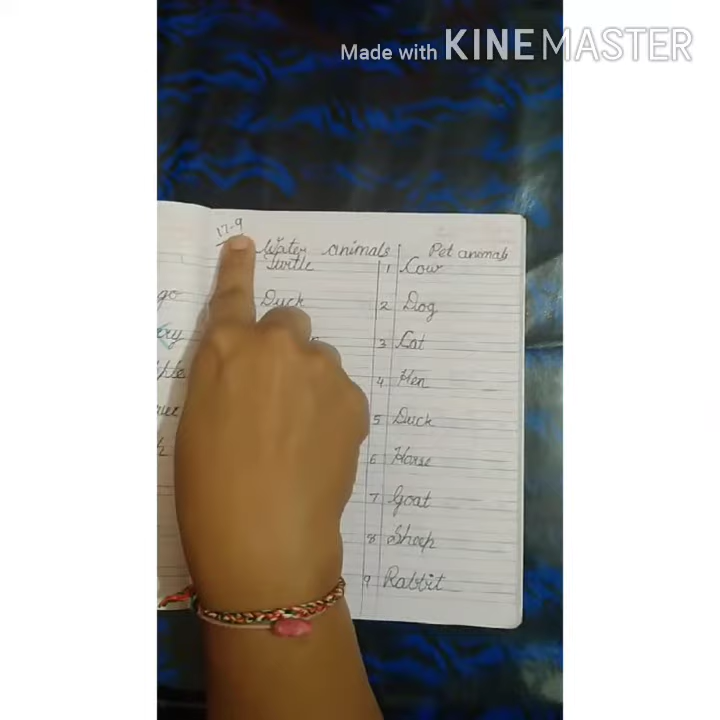 Made with KINEMASTER
17-9
Water animals
Pet animals
Turtle
1 Cow
go
Duck
2 Dog
3 Cat
4 Hen
5 Duck
6 Horse
7 Goat
8 Sheep
9 Rabbit